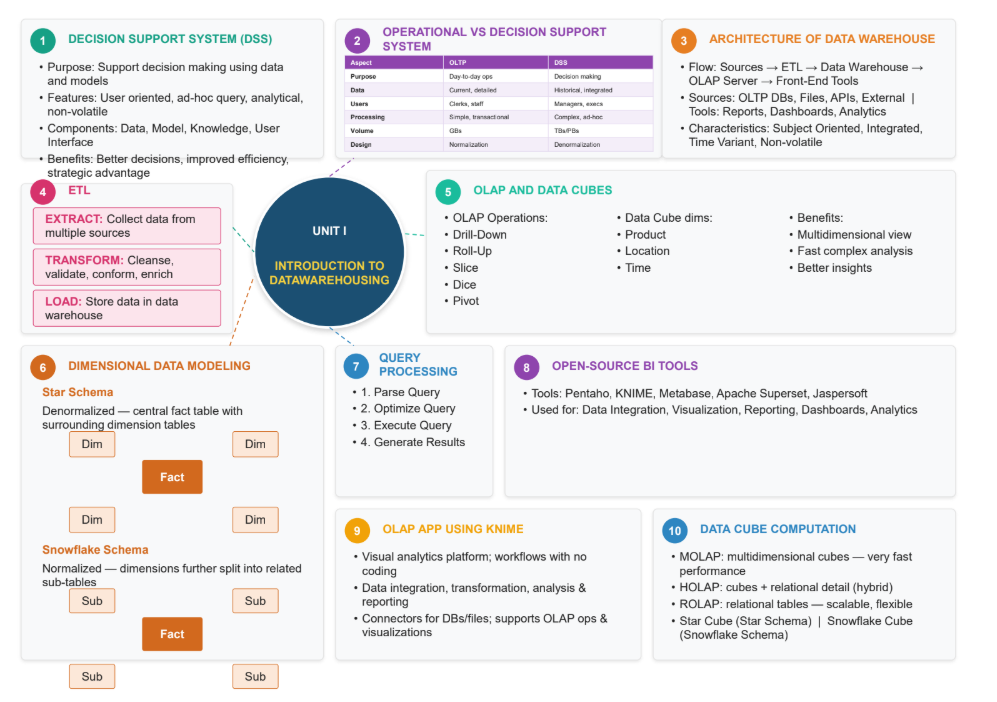 1
DECISION SUPPORT SYSTEM (DSS)
• Purpose: Support decision making using data
and models
• Features: User oriented, ad-hoc query, analytical,
non-volatile
• Components: Data, Model, Knowledge, User
Interface
• Benefits: Better decisions, improved efficiency,
strategic advantage
2
OPERATIONAL VS DECISION SUPPORT
SYSTEM
Aspect OLTP DSS
Purpose Day-to-day ops Decision making
Data Current, detailed Historical, integrated
Users Clerks, staff Managers, execs
Processing Simple, transactional Complex, ad-hoc
Volume GBs TBs/PBs
Design Normalization Denormalization
3
ARCHITECTURE OF DATA WAREHOUSE
• Flow: Sources → ETL → Data Warehouse →
OLAP Server → Front-End Tools
• Sources: OLTP DBs, Files, APIs, External |
Tools: Reports, Dashboards, Analytics
• Characteristics: Subject Oriented, Integrated,
Time Variant, Non-volatile
4
ETL
EXTRACT: Collect data from
multiple sources
TRANSFORM: Cleanse,
validate, conform, enrich
LOAD: Store data in data
warehouse
UNIT I
INTRODUCTION TO
DATAWAREHOUSING
5
OLAP AND DATA CUBES
• OLAP Operations:
• Drill-Down
• Roll-Up
• Slice
• Dice
• Pivot
• Data Cube dims:
• Product
• Location
• Time
• Benefits:
• Multidimensional view
• Fast complex analysis
• Better insights
6
DIMENSIONAL DATA MODELING
Star Schema
Denormalized — central fact table with
surrounding dimension tables
Dim Dim
Fact
Dim Dim
Snowflake Schema
Normalized — dimensions further split into related
sub-tables
Sub Sub
Fact
Sub Sub
7
QUERY
PROCESSING
• 1. Parse Query
• 2. Optimize Query
• 3. Execute Query
• 4. Generate Results
8
OPEN-SOURCE BI TOOLS
• Tools: Pentaho, KNIME, Metabase, Apache Superset, Jaspersoft
• Used for: Data Integration, Visualization, Reporting, Dashboards, Analytics
9
OLAP APP USING KNIME
• Visual analytics platform; workflows with no
coding
• Data integration, transformation, analysis &
reporting
• Connectors for DBs/files; supports OLAP ops &
visualizations
10
DATA CUBE COMPUTATION
• MOLAP: multidimensional cubes — very fast
performance
• HOLAP: cubes + relational detail (hybrid)
• ROLAP: relational tables — scalable, flexible
• Star Cube (Star Schema) | Snowflake Cube
(Snowflake Schema)